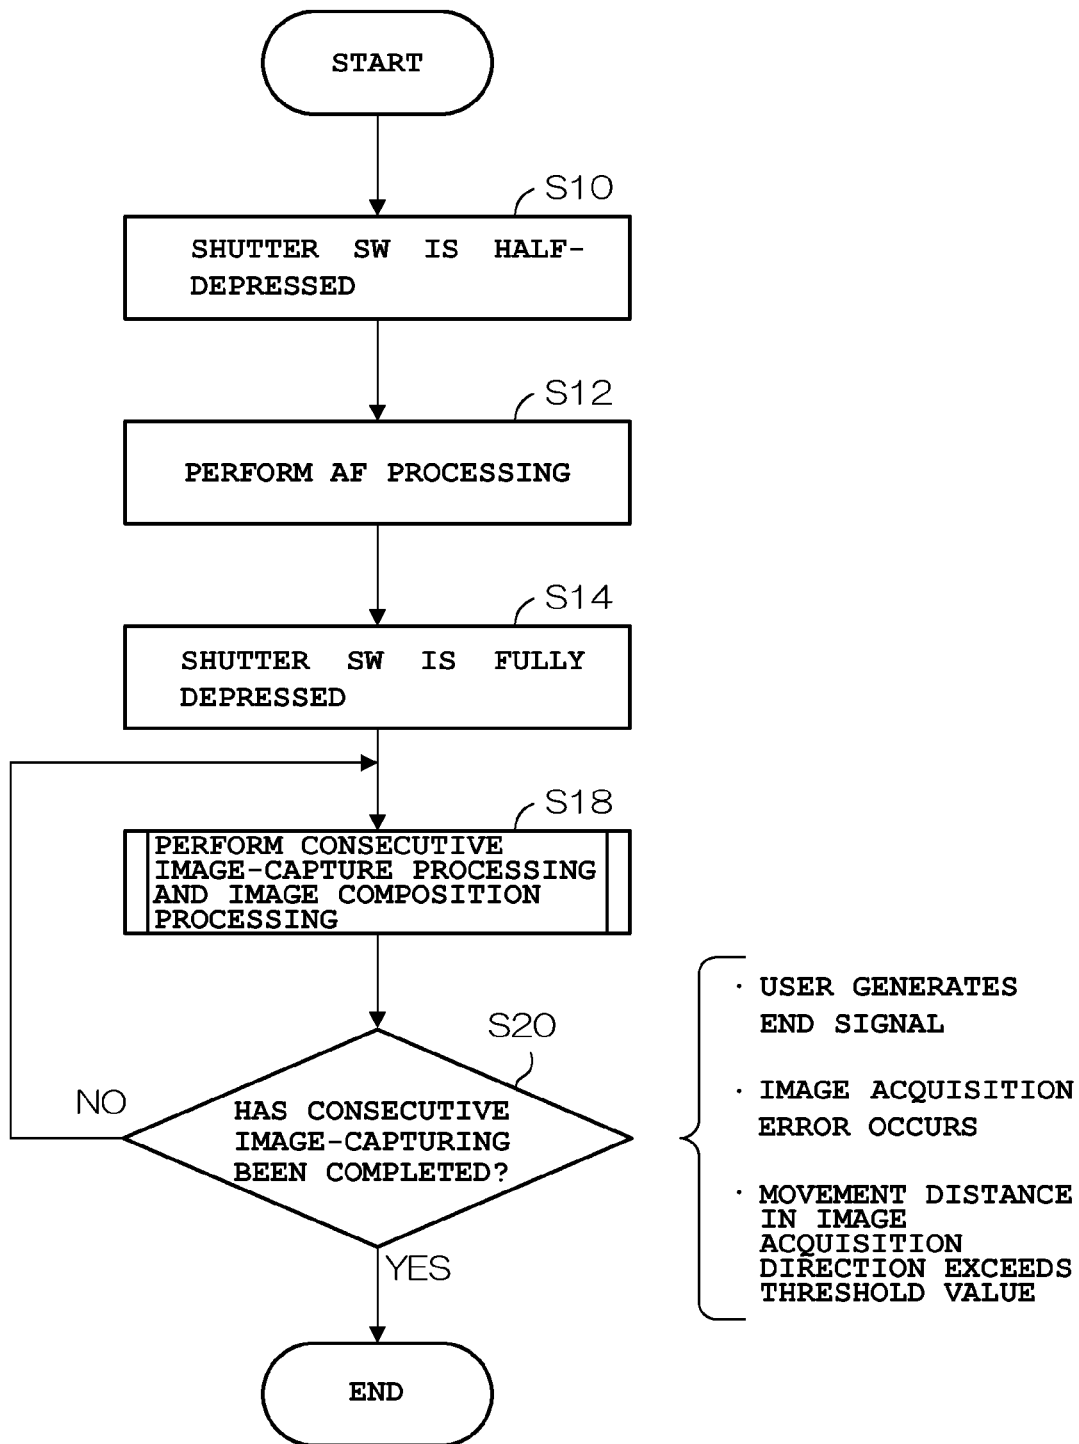 START
S10
SHUTTER SW IS HALF-
DEPRESSED
S12
PERFORM AF PROCESSING
S14
SHUTTER SW IS FULLY
DEPRESSED
S18
PERFORM CONSECUTIVE
IMAGE-CAPTURE PROCESSING
AND IMAGE COMPOSITION
PROCESSING
S20
HAS CONSECUTIVE
IMAGE-CAPTURING
BEEN COMPLETED?
NO
YES
· USER GENERATES
END SIGNAL
· IMAGE ACQUISITION
ERROR OCCURS
· MOVEMENT DISTANCE
IN IMAGE
ACQUISITION
DIRECTION EXCEEDS
THRESHOLD VALUE
END